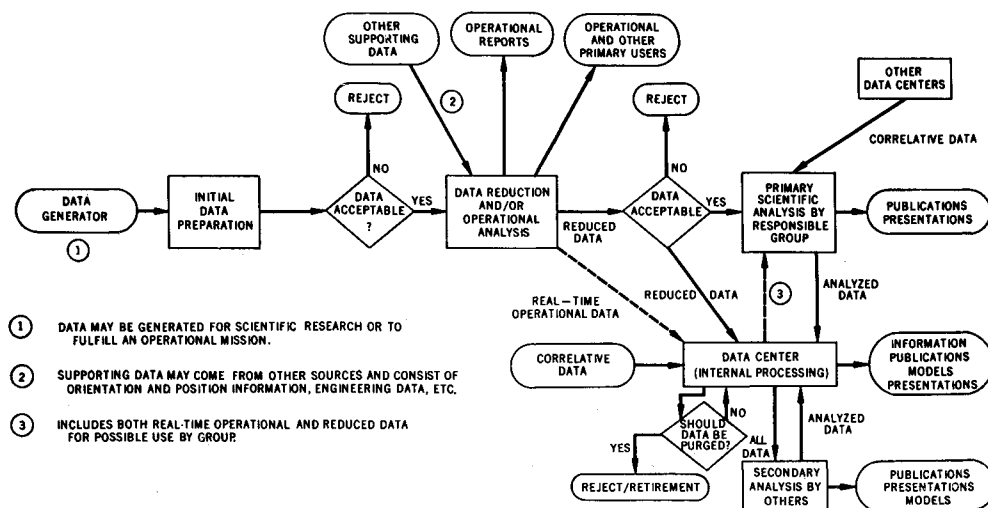 OTHER
SUPPORTING
DATA
OPERATIONAL
REPORTS
OPERATIONAL
AND OTHER
PRIMARY USERS
OTHER
DATA CENTERS
REJECT
2
REJECT
CORRELATIVE DATA
NO
NO
DATA
GENERATOR
1
INITIAL
DATA
PREPARATION
DATA
ACCEPTABLE
?
YES
DATA REDUCTION
AND/OR
OPERATIONAL
ANALYSIS
REDUCED
DATA
DATA
ACCEPTABLE
YES
PRIMARY
SCIENTIFIC
ANALYSIS BY
RESPONSIBLE
GROUP
PUBLICATIONS
PRESENTATIONS
REAL-TIME
OPERATIONAL DATA
REDUCED DATA
3
ANALYZED
DATA
1 DATA MAY BE GENERATED FOR SCIENTIFIC RESEARCH OR TO
FULFILL AN OPERATIONAL MISSION.
2 SUPPORTING DATA MAY COME FROM OTHER SOURCES AND CONSIST OF
ORIENTATION AND POSITION INFORMATION, ENGINEERING DATA, ETC.
3 INCLUDES BOTH REAL-TIME OPERATIONAL AND REDUCED DATA
FOR POSSIBLE USE BY GROUP.
CORRELATIVE
DATA
DATA CENTER
(INTERNAL PROCESSING)
INFORMATION
PUBLICATIONS
MODELS
PRESENTATIONS
NO
SHOULD
DATA BE
PURGED?
YES
ALL
DATA
ANALYZED
DATA
REJECT/RETIREMENT
SECONDARY
ANALYSIS BY
OTHERS
PUBLICATIONS
PRESENTATIONS
MODELS